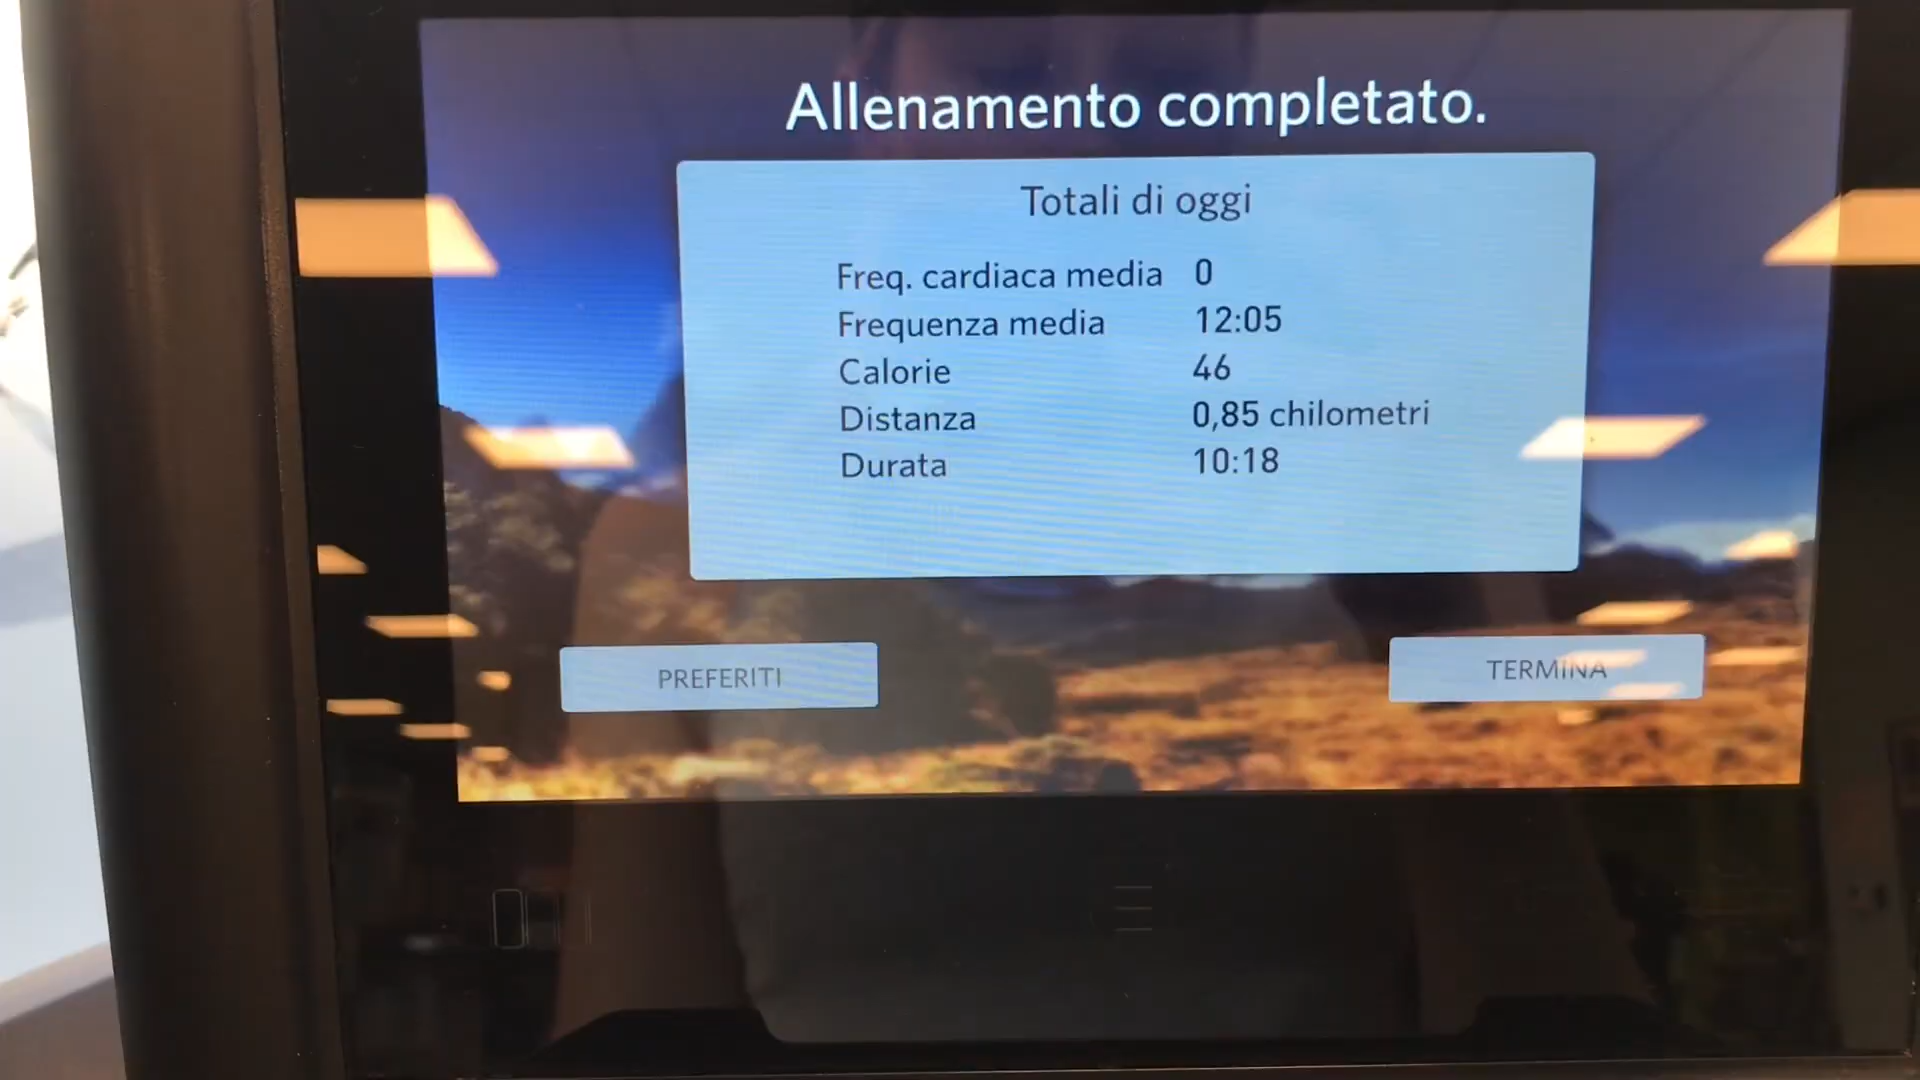 Allenamento completato.
Totali di oggi
Freq. cardiaca media 0
Frequenza media 12:05
Calorie 46
Distanza 0,85 chilometri
Durata 10:18
PREFERITI
TERMINA